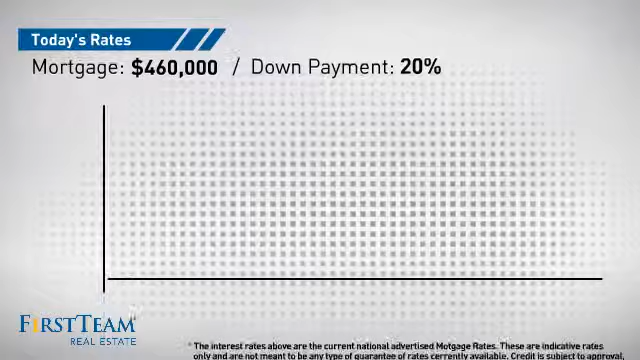 Today's Rates
Mortgage: $460,000 / Down Payment: 20%
FIRSTTEAM
REAL ESTATE
* The interest rates above are the current national advertised Motgage Rates. These are indicative rates
only and are not meant to be any type of guarantee of rates cerrently available. Credit is subject to approval,